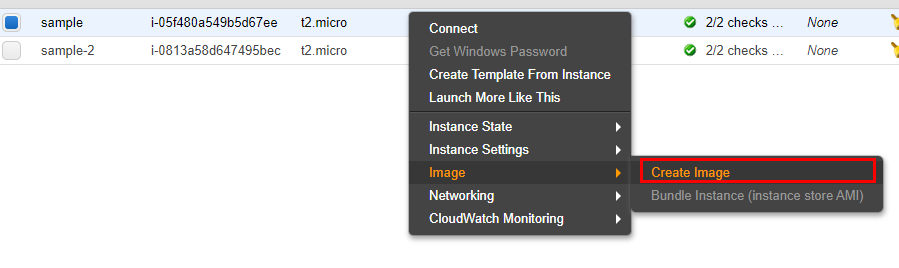 sample i-05f480a549b5d67ee t2.micro 2/2 checks ... None
sample-2 i-0813a58d647495bec t2.micro 2/2 checks ... None
Connect
Get Windows Password
Create Template From Instance
Launch More Like This
Instance State
Instance Settings
Image
Create Image
Networking
Bundle Instance (instance store AMI)
CloudWatch Monitoring